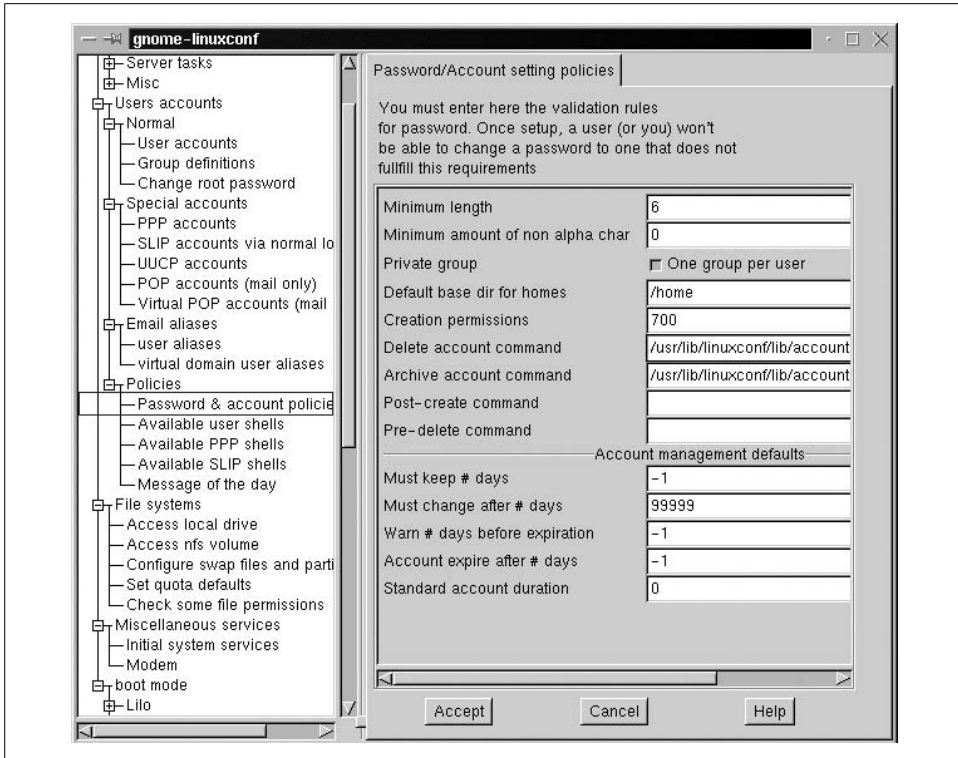 gnome-linuxconf
Server tasks
Misc
Users accounts
Normal
User accounts
Group definitions
Change root password
Special accounts
PPP accounts
SLIP accounts via normal lo
UUCP accounts
POP accounts (mail only)
Virtual POP accounts (mail
Email aliases
user aliases
virtual domain user aliases
Policies
Password & account policie
Available user shells
Available PPP shells
Available SLIP shells
Message of the day
File systems
Access local drive
Access nfs volume
Configure swap files and parti
Set quota defaults
Check some file permissions
Miscellaneous services
Initial system services
Modem
boot mode
Lilo
Password/Account setting policies
You must enter here the validation rules
for password. Once setup, a user (or you) won't
be able to change a password to one that does not
fullfill this requirements
Minimum length 6
Minimum amount of non alpha char 0
Private group One group per user
Default base dir for homes /home
Creation permissions 700
Delete account command /usr/lib/linuxconf/lib/account
Archive account command /usr/lib/linuxconf/lib/account
Post-create command
Pre-delete command
Account management defaults
Must keep # days -1
Must change after # days 99999
Warn # days before expiration -1
Account expire after # days -1
Standard account duration 0
Accept Cancel Help